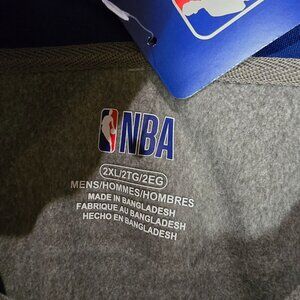 NBA
2XL/2TG/2EG
MENS/HOMMES/HOMBRES
MADE IN BANGLADESH
FABRIQUE AU BANGLADESH
HECHO EN BANGLADESH